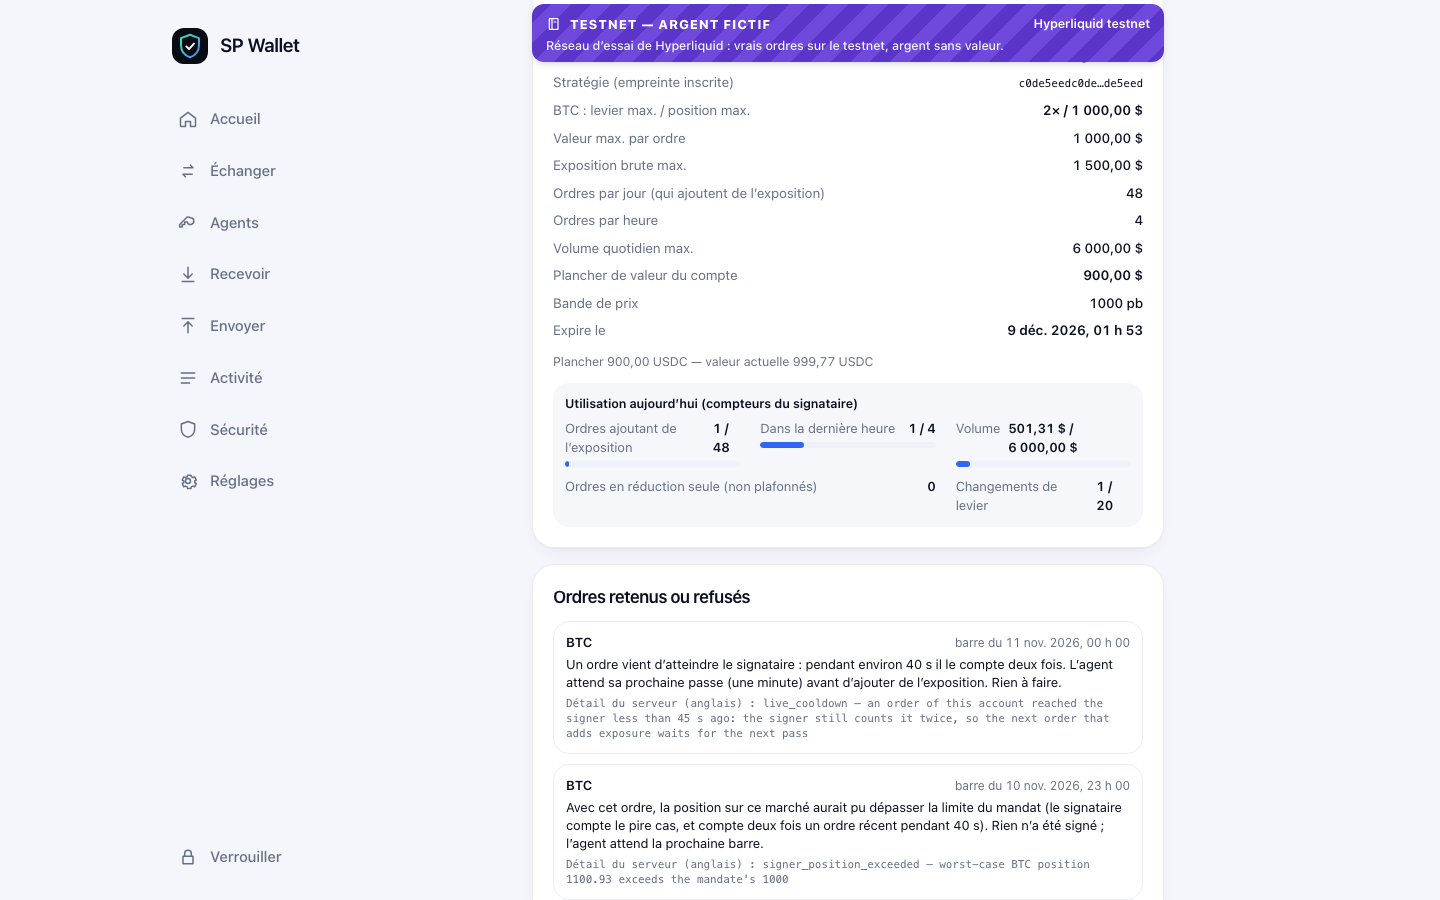 SP Wallet
Accueil
Échanger
Agents
Recevoir
Envoyer
Activité
Sécurité
Réglages
Verrouiller
TESTNET — ARGENT FICTIF
Hyperliquid testnet
Réseau d’essai de Hyperliquid : vrais ordres sur le testnet, argent sans valeur.
Stratégie (empreinte inscrite) c0de5eedc0de…de5eed
BTC : levier max. / position max. 2× / 1 000,00 $
Valeur max. par ordre 1 000,00 $
Exposition brute max. 1 500,00 $
Ordres par jour (qui ajoutent de l’exposition) 48
Ordres par heure 4
Volume quotidien max. 6 000,00 $
Plancher de valeur du compte 900,00 $
Bande de prix 1000 pb
Expire le 9 déc. 2026, 01 h 53
Plancher 900,00 USDC — valeur actuelle 999,77 USDC
Utilisation aujourd’hui (compteurs du signataire)
Ordres ajoutant de l’exposition 1 / 48
Dans la dernière heure 1 / 4
Volume 501,31 $ / 6 000,00 $
Ordres en réduction seule (non plafonnés) 0
Changements de levier 1 / 20
Ordres retenus ou refusés
BTC barre du 11 nov. 2026, 00 h 00
Un ordre vient d’atteindre le signataire : pendant environ 40 s il le compte deux fois. L’agent
attend sa prochaine passe (une minute) avant d’ajouter de l’exposition. Rien à faire.
Détail du serveur (anglais) : live_cooldown — an order of this account reached the
signer less than 45 s ago: the signer still counts it twice, so the next order that
adds exposure waits for the next pass
BTC barre du 10 nov. 2026, 23 h 00
Avec cet ordre, la position sur ce marché aurait pu dépasser la limite du mandat (le signataire
compte le pire cas, et compte deux fois un ordre récent pendant 40 s). Rien n’a été signé ;
l’agent attend la prochaine barre.
Détail du serveur (anglais) : signer_position_exceeded — worst-case BTC position
1100.93 exceeds the mandate's 1000